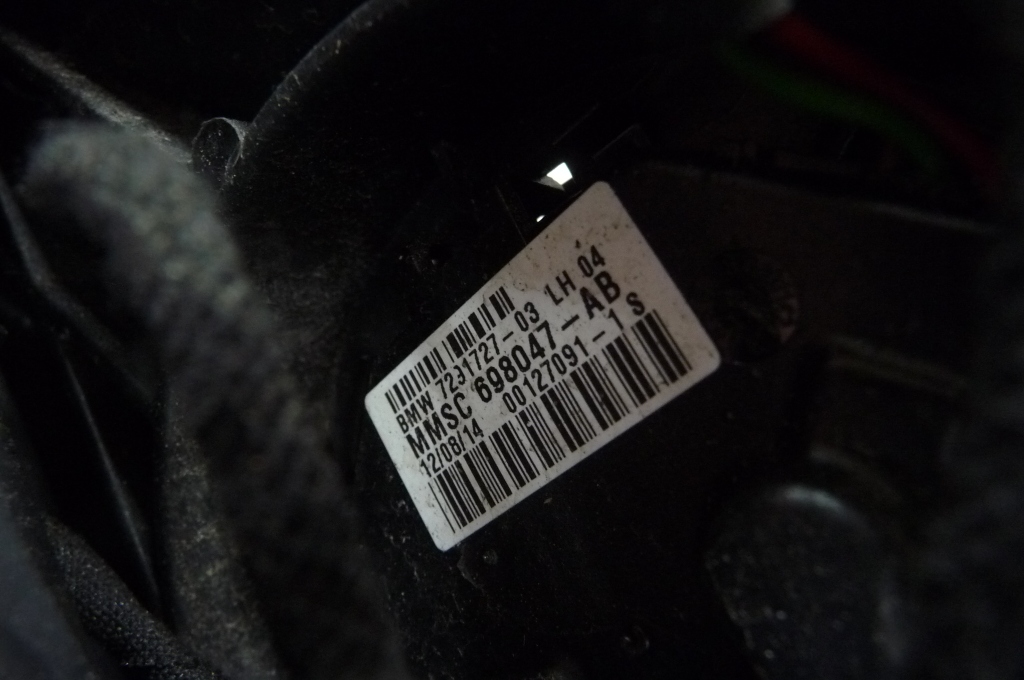 BMW 7231727-03 LH 04
MMSC 698047-AB
12/08/14 00127091-1 S